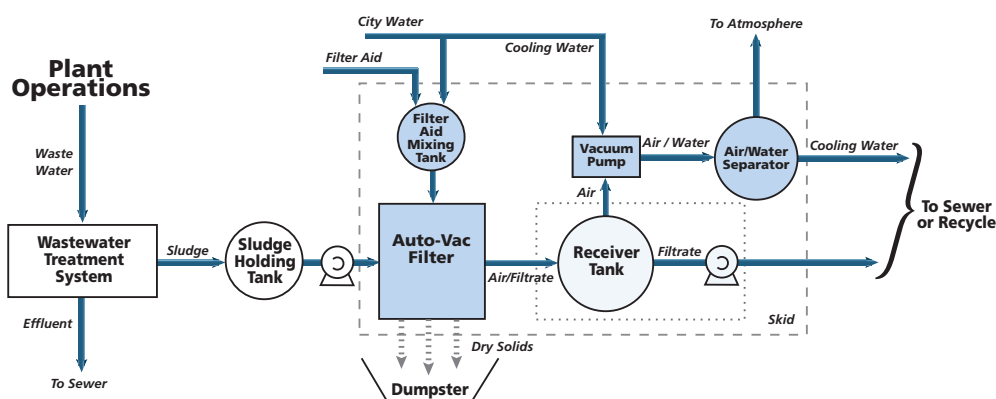 City Water
To Atmosphere
Cooling Water
Filter Aid
Plant
Operations
Filter
Aid
Mixing
Tank
Waste
Water
Vacuum
Pump
Air / Water
Air/Water
Separator
Cooling Water
Air
To Sewer
or Recycle
Wastewater
Treatment
System
Sludge
Sludge
Holding
Tank
Auto-Vac
Filter
Air/Filtrate
Receiver
Tank
Filtrate
Effluent
Skid
Dry Solids
To Sewer
Dumpster